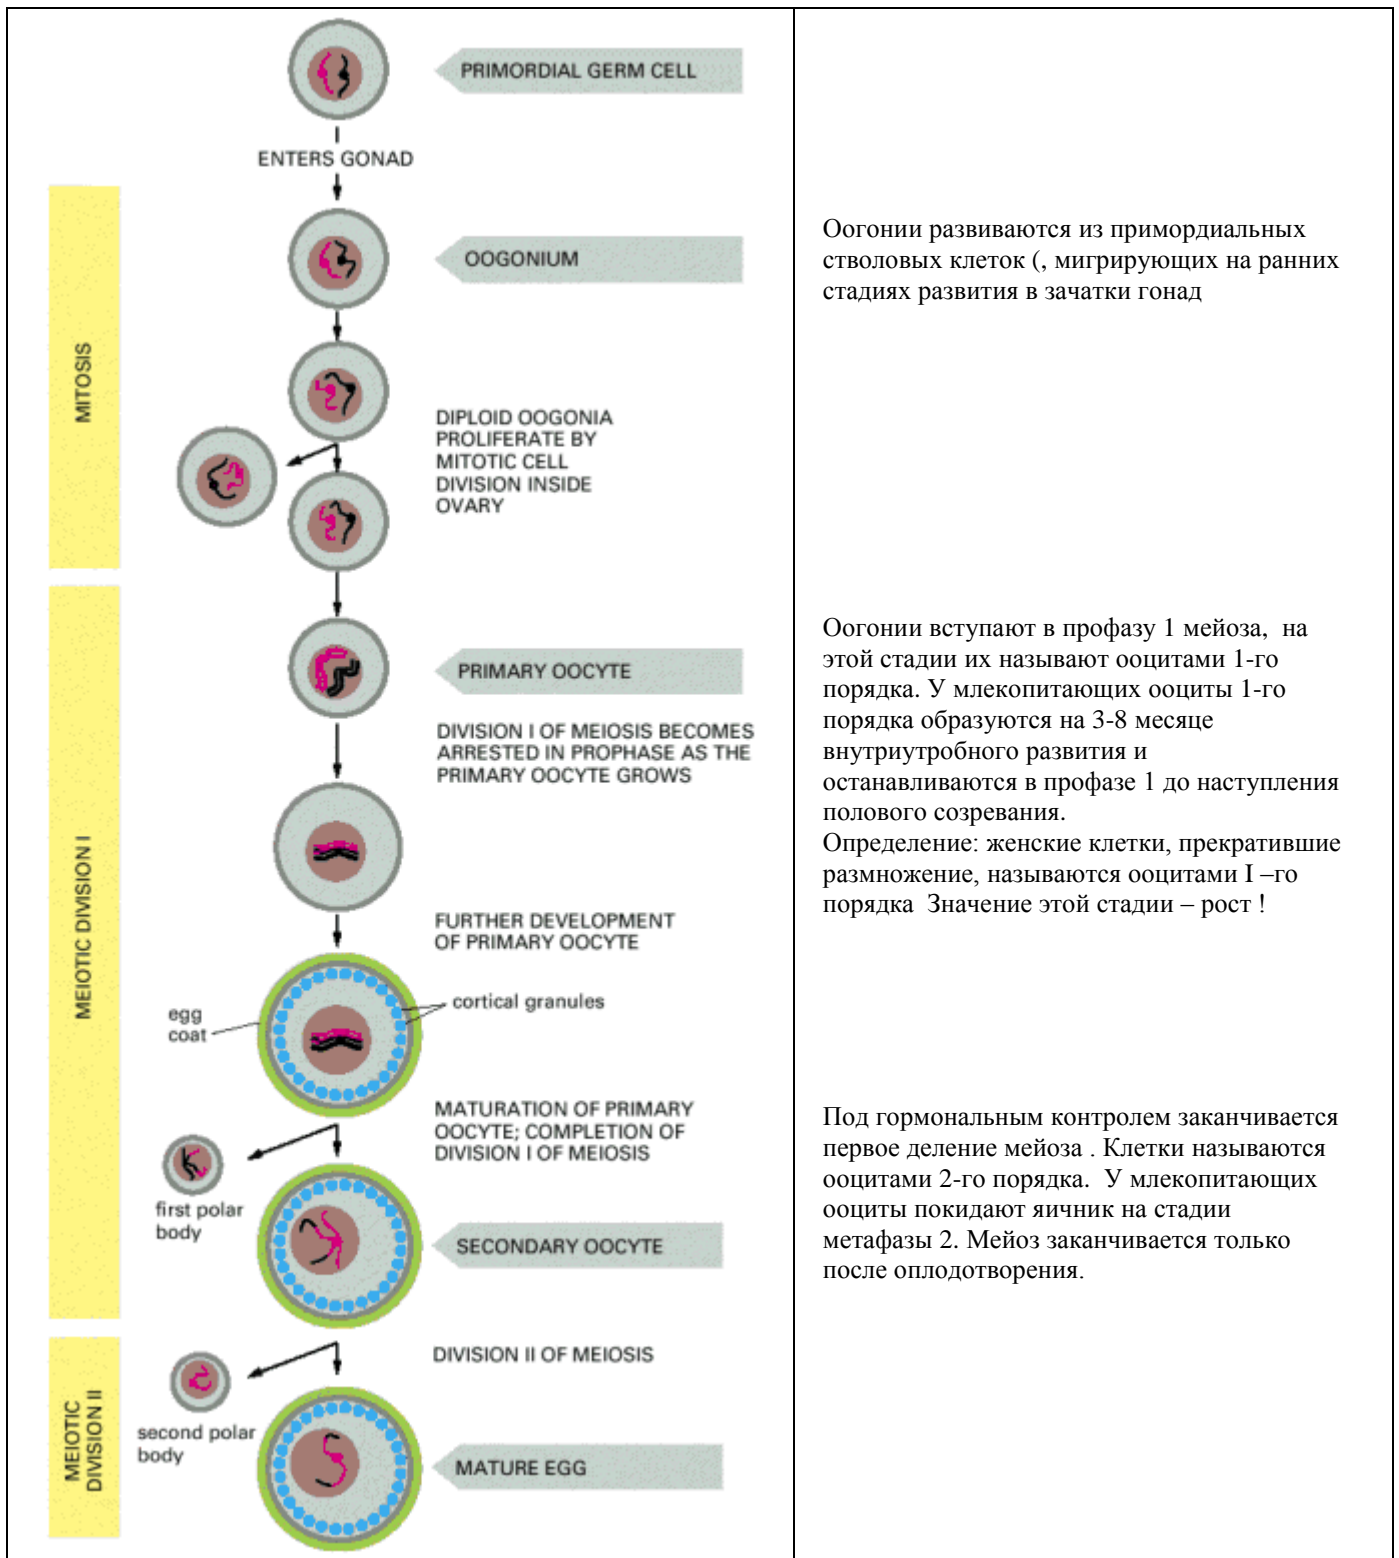 PRIMORDIAL GERM CELL
ENTERS GONAD
MITOSIS
OOGONIUM
DIPLOID OOGONIA
PROLIFERATE BY
MITOTIC CELL
DIVISION INSIDE
OVARY
MEIOTIC DIVISION I
PRIMARY OOCYTE
DIVISION I OF MEIOSIS BECOMES
ARRESTED IN PROPHASE AS THE
PRIMARY OOCYTE GROWS
FURTHER DEVELOPMENT
OF PRIMARY OOCYTE
egg
coat
cortical granules
MATURATION OF PRIMARY
OOCYTE; COMPLETION OF
DIVISION I OF MEIOSIS
first polar
body
SECONDARY OOCYTE
MEIOTIC
DIVISION II
DIVISION II OF MEIOSIS
second polar
body
MATURE EGG
Оогонии развиваются из примордиальных
стволовых клеток (, мигрирующих на ранних
стадиях развития в зачатки гонад
Оогонии вступают в профазу 1 мейоза,  на
этой стадии их называют ооцитами 1-го
порядка. У млекопитающих ооциты 1-го
порядка образуются на 3-8 месяце
внутриутробного развития и
останавливаются в профазе 1 до наступления
полового созревания.
Определение: женские клетки, прекратившие
размножение, называются ооцитами I –го
порядка  Значение этой стадии – рост !
Под гормональным контролем заканчивается
первое деление мейоза . Клетки называются
ооцитами 2-го порядка.  У млекопитающих
ооциты покидают яичник на стадии
метафазы 2. Мейоз заканчивается только
после оплодотворения.